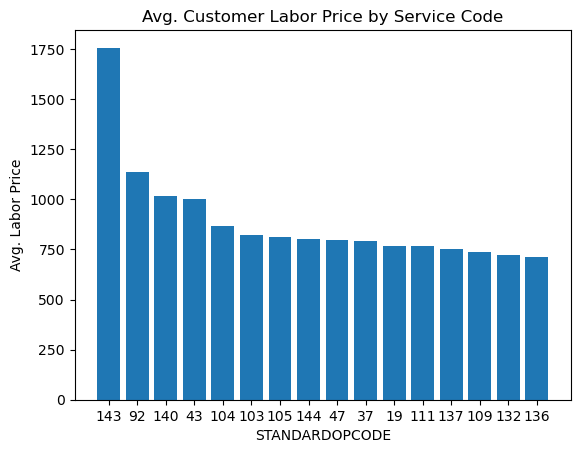 Avg. Customer Labor Price by Service Code
Avg. Labor Price
1750
1500
1250
1000
750
500
250
0
143 92 140 43 104 103 105 144 47 37 19 111 137 109 132 136
STANDARDOPCODE